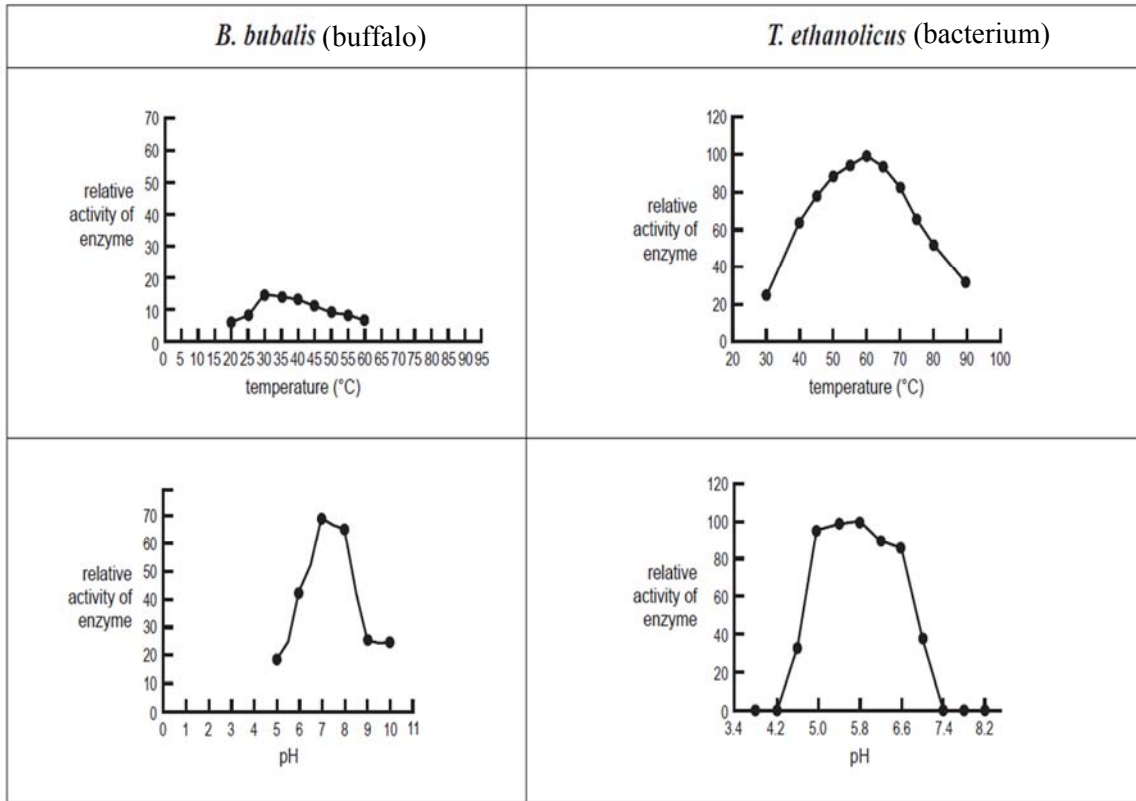 B. bubalis (buffalo)
T. ethanolicus (bacterium)
70
60
50
40
30
20
10
0
relative
activity of
enzyme
0 5 10 15 20 25 30 35 40 45 50 55 60 65 70 75 80 85 90 95
temperature (°C)
120
100
80
60
40
20
0
relative
activity of
enzyme
20 30 40 50 60 70 80 90 100
temperature (°C)
70
60
50
40
30
20
10
0
relative
activity of
enzyme
0 1 2 3 4 5 6 7 8 9 10 11
pH
120
100
80
60
40
20
0
relative
activity of
enzyme
3.4 4.2 5.0 5.8 6.6 7.4 8.2
pH